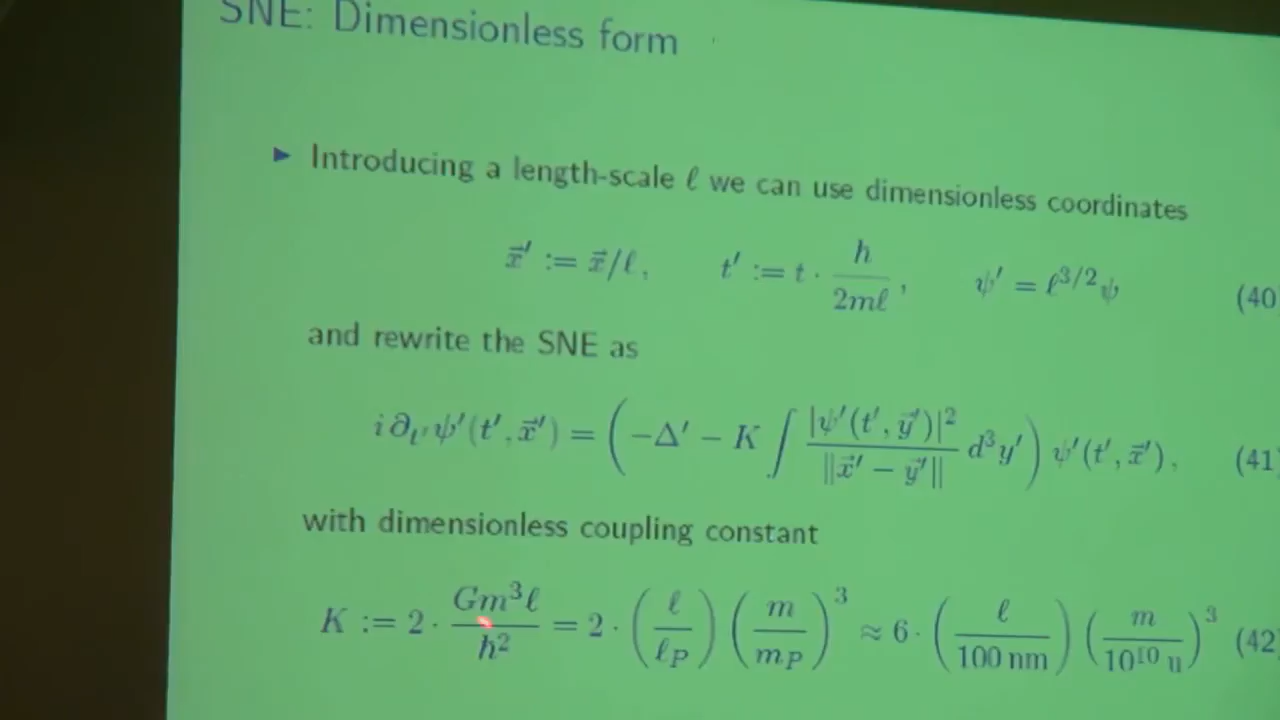 SNE: Dimensionless form
► Introducing a length-scale ℓ we can use dimensionless coordinates
x⃗′ := x⃗/ℓ, t′ := t · ℏ/2mℓ, ψ′ = ℓ^{3/2}ψ (40)
and rewrite the SNE as
i∂_{t′}ψ′(t′, x⃗′) = (−Δ′ − K ∫ |ψ′(t′, y⃗′)|²/‖x⃗′ − y⃗′‖ d³y′) ψ′(t′, x⃗′), (41)
with dimensionless coupling constant
K := 2 · Gm³ℓ/ℏ² = 2 · (ℓ/ℓ_P) (m/m_P)³ ≈ 6 · (ℓ/100 nm) (m/10¹⁰ u)³ (42